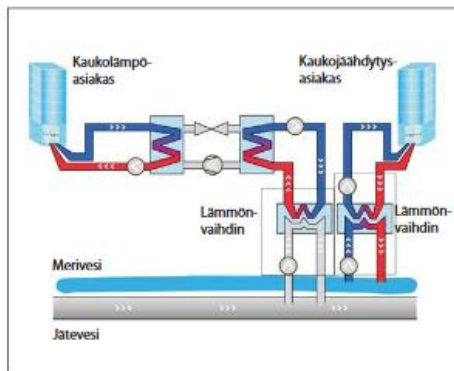 Kaukolämpö-
asiakas
Kaukojäähdytys-
asiakas
Lämmön-
vaihdin
Lämmön-
vaihdin
Merivesi
Jätevesi